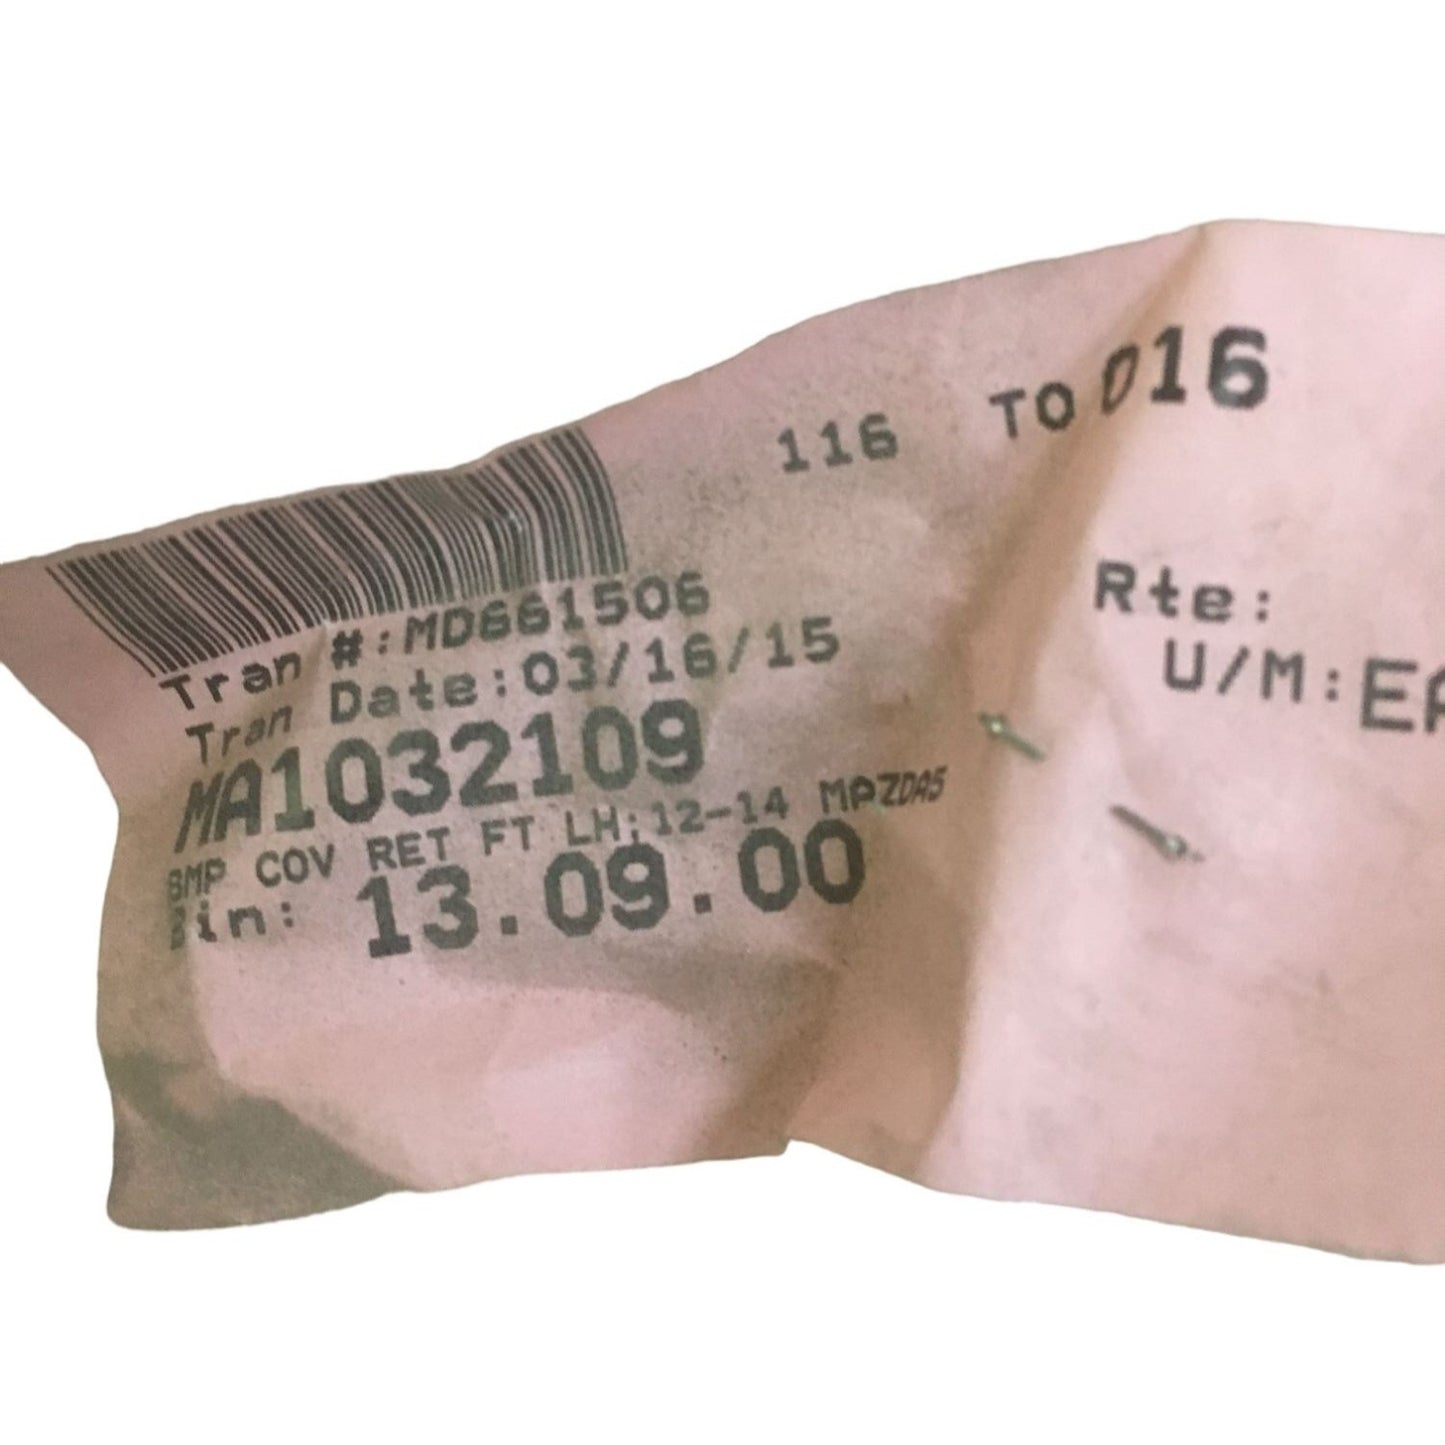 116 TO 016
Tran #:MD661506
Tran Date:03/16/15
Rte:
U/M:EA
MA1032109
BMP COV RET FT LH;12-14 MAZDA5
Bin: 13.09.00